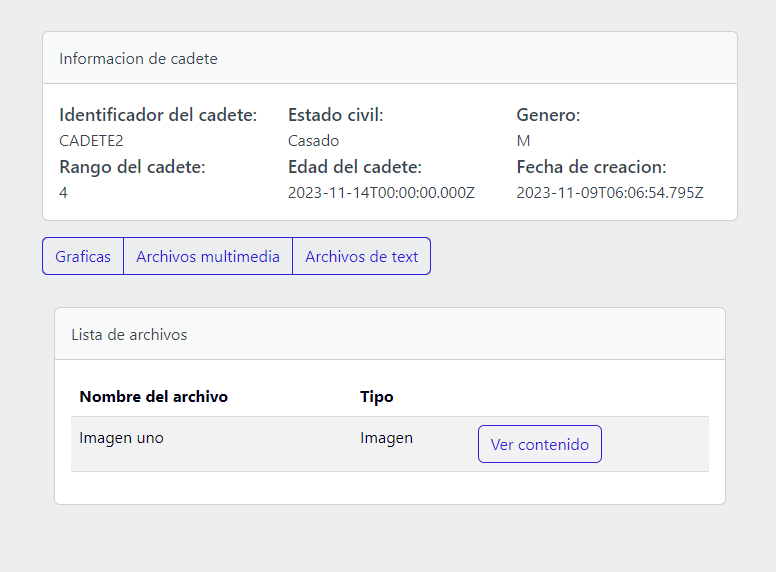 Informacion de cadete
Identificador del cadete: Estado civil: Genero:
CADETE2 Casado M
Rango del cadete: Edad del cadete: Fecha de creacion:
4 2023-11-14T00:00:00.000Z 2023-11-09T06:06:54.795Z
Graficas Archivos multimedia Archivos de text
Lista de archivos
Nombre del archivo Tipo
Imagen uno Imagen Ver contenido